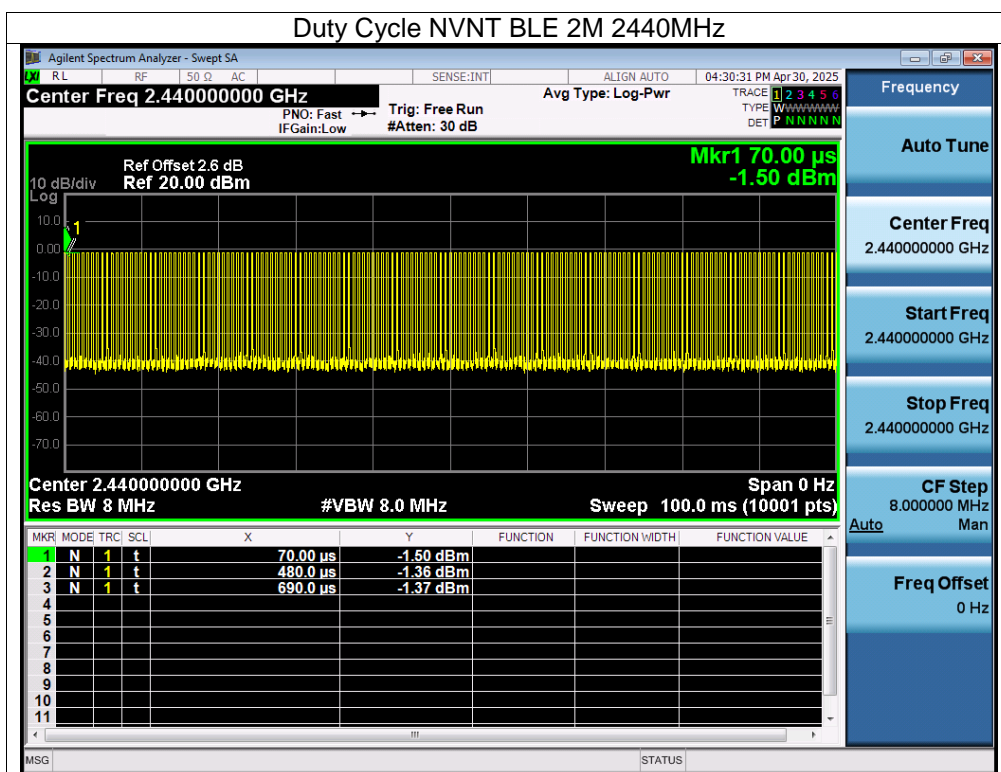 Duty Cycle NVNT BLE 2M 2440MHz
Agilent Spectrum Analyzer - Swept SA
LXI RL RF 50 Ω AC SENSE:INT ALIGN AUTO 04:30:31 PM Apr 30, 2025
Center Freq 2.440000000 GHz
PNO: Fast
IFGain:Low
Trig: Free Run
#Atten: 30 dB
Avg Type: Log-Pwr
TRACE 1 2 3 4 5 6
TYPE WWWWWW
DET P N N N N N
Mkr1 70.00 µs
-1.50 dBm
Ref Offset 2.6 dB
10 dB/div Ref 20.00 dBm
Log
10.0
0.00
-10.0
-20.0
-30.0
-40.0
-50.0
-60.0
-70.0
1
Center 2.440000000 GHz Span 0 Hz
Res BW 8 MHz #VBW 8.0 MHz Sweep 100.0 ms (10001 pts)
MKR MODE TRC SCL X Y FUNCTION FUNCTION WIDTH FUNCTION VALUE
1 N 1 t 70.00 µs -1.50 dBm
2 N 1 t 480.0 µs -1.36 dBm
3 N 1 t 690.0 µs -1.37 dBm
4
5
6
7
8
9
10
11
MSG STATUS
Frequency
Auto Tune
Center Freq
2.440000000 GHz
Start Freq
2.440000000 GHz
Stop Freq
2.440000000 GHz
CF Step
8.000000 MHz
Auto Man
Freq Offset
0 Hz